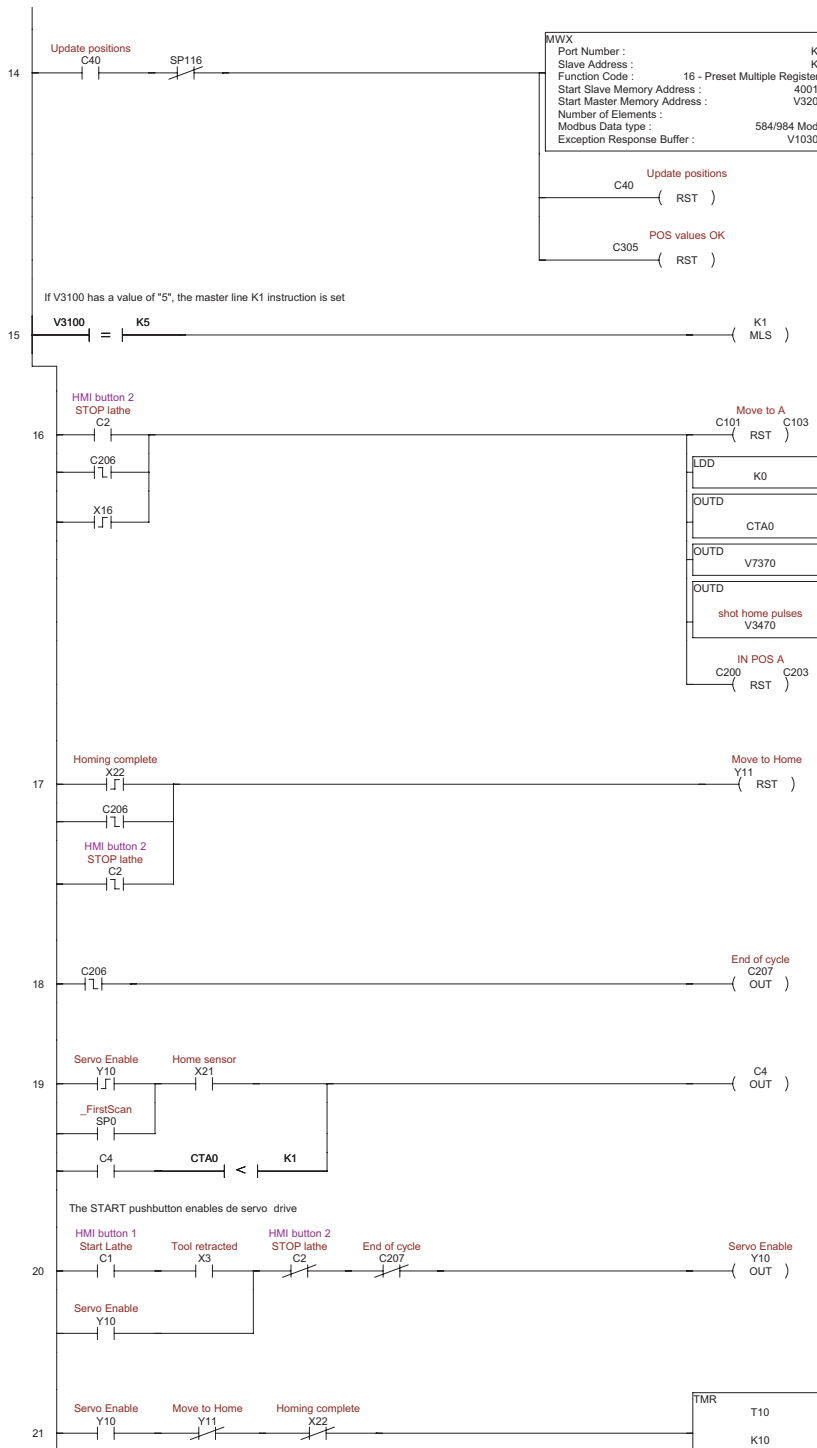 Update positions
C40 SP116
14
MWX
Port Number : K
Slave Address : K
Function Code : 16 - Preset Multiple Register
Start Slave Memory Address : 4001
Start Master Memory Address : V320
Number of Elements :
Modbus Data type : 584/984 Mod
Exception Response Buffer : V1030
Update positions
C40
( RST )
POS values OK
C305
( RST )
If V3100 has a value of "5", the master line K1 instruction is set
15
V3100 = K5
K1
( MLS )
HMI button 2
STOP lathe
C2
16
C206
X16
Move to A
C101 C103
( RST )
LDD
K0
OUTD
CTA0
OUTD
V7370
OUTD
shot home pulses
V3470
IN POS A
C200 C203
( RST )
Homing complete
X22
17
C206
HMI button 2
STOP lathe
C2
Move to Home
Y11
( RST )
C206
18
End of cycle
C207
( OUT )
Servo Enable Home sensor
Y10 X21
19
_FirstScan
SP0
C4 CTA0 < K1
C4
( OUT )
The START pushbutton enables de servo drive
HMI button 1 HMI button 2
Start Lathe Tool retracted STOP lathe End of cycle
C1 X3 C2 C207
20
Servo Enable
Y10
Servo Enable
Y10
( OUT )
Servo Enable Move to Home Homing complete
Y10 Y11 X22
21
TMR
T10
K10